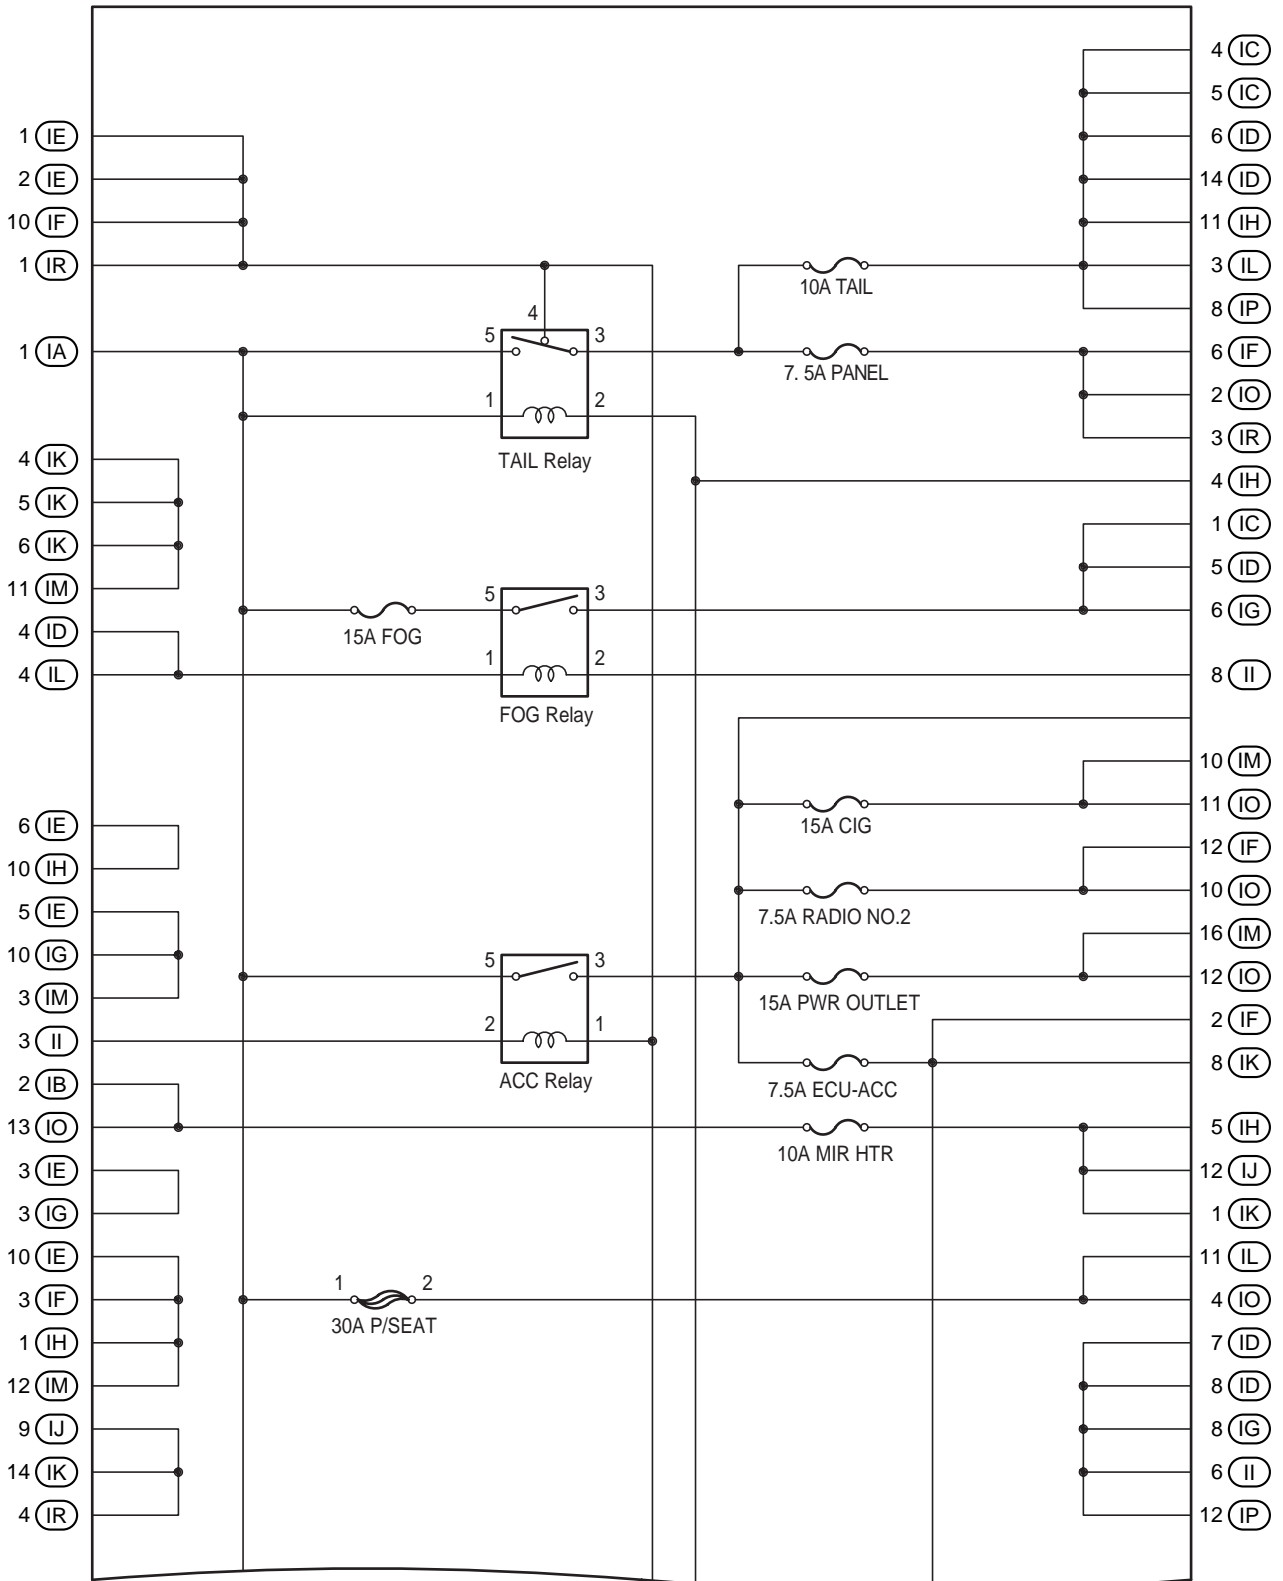 4 IC
5 IC
1 IE
6 ID
2 IE
14 ID
10 IF
11 IH
1 IR
3 IL
10A TAIL
4
8 IP
5
3
1 IA
6 IF
7. 5A PANEL
1
2
2 IO
3 IR
TAIL Relay
4 IK
4 IH
5 IK
1 IC
6 IK
5 ID
11 IM
5
3
6 IG
15A FOG
4 ID
1
2
4 IL
8 II
FOG Relay
10 IM
11 IO
15A CIG
6 IE
12 IF
10 IH
10 IO
5 IE
7.5A RADIO NO.2
16 IM
10 IG
5
3
12 IO
3 IM
15A PWR OUTLET
2
1
2 IF
3 II
8 IK
ACC Relay
7.5A ECU-ACC
2 IB
13 IO
5 IH
10A MIR HTR
3 IE
12 IJ
3 IG
1 IK
10 IE
11 IL
1
2
3 IF
4 IO
30A P/SEAT
1 IH
7 ID
12 IM
8 ID
9 IJ
8 IG
14 IK
6 II
4 IR
12 IP